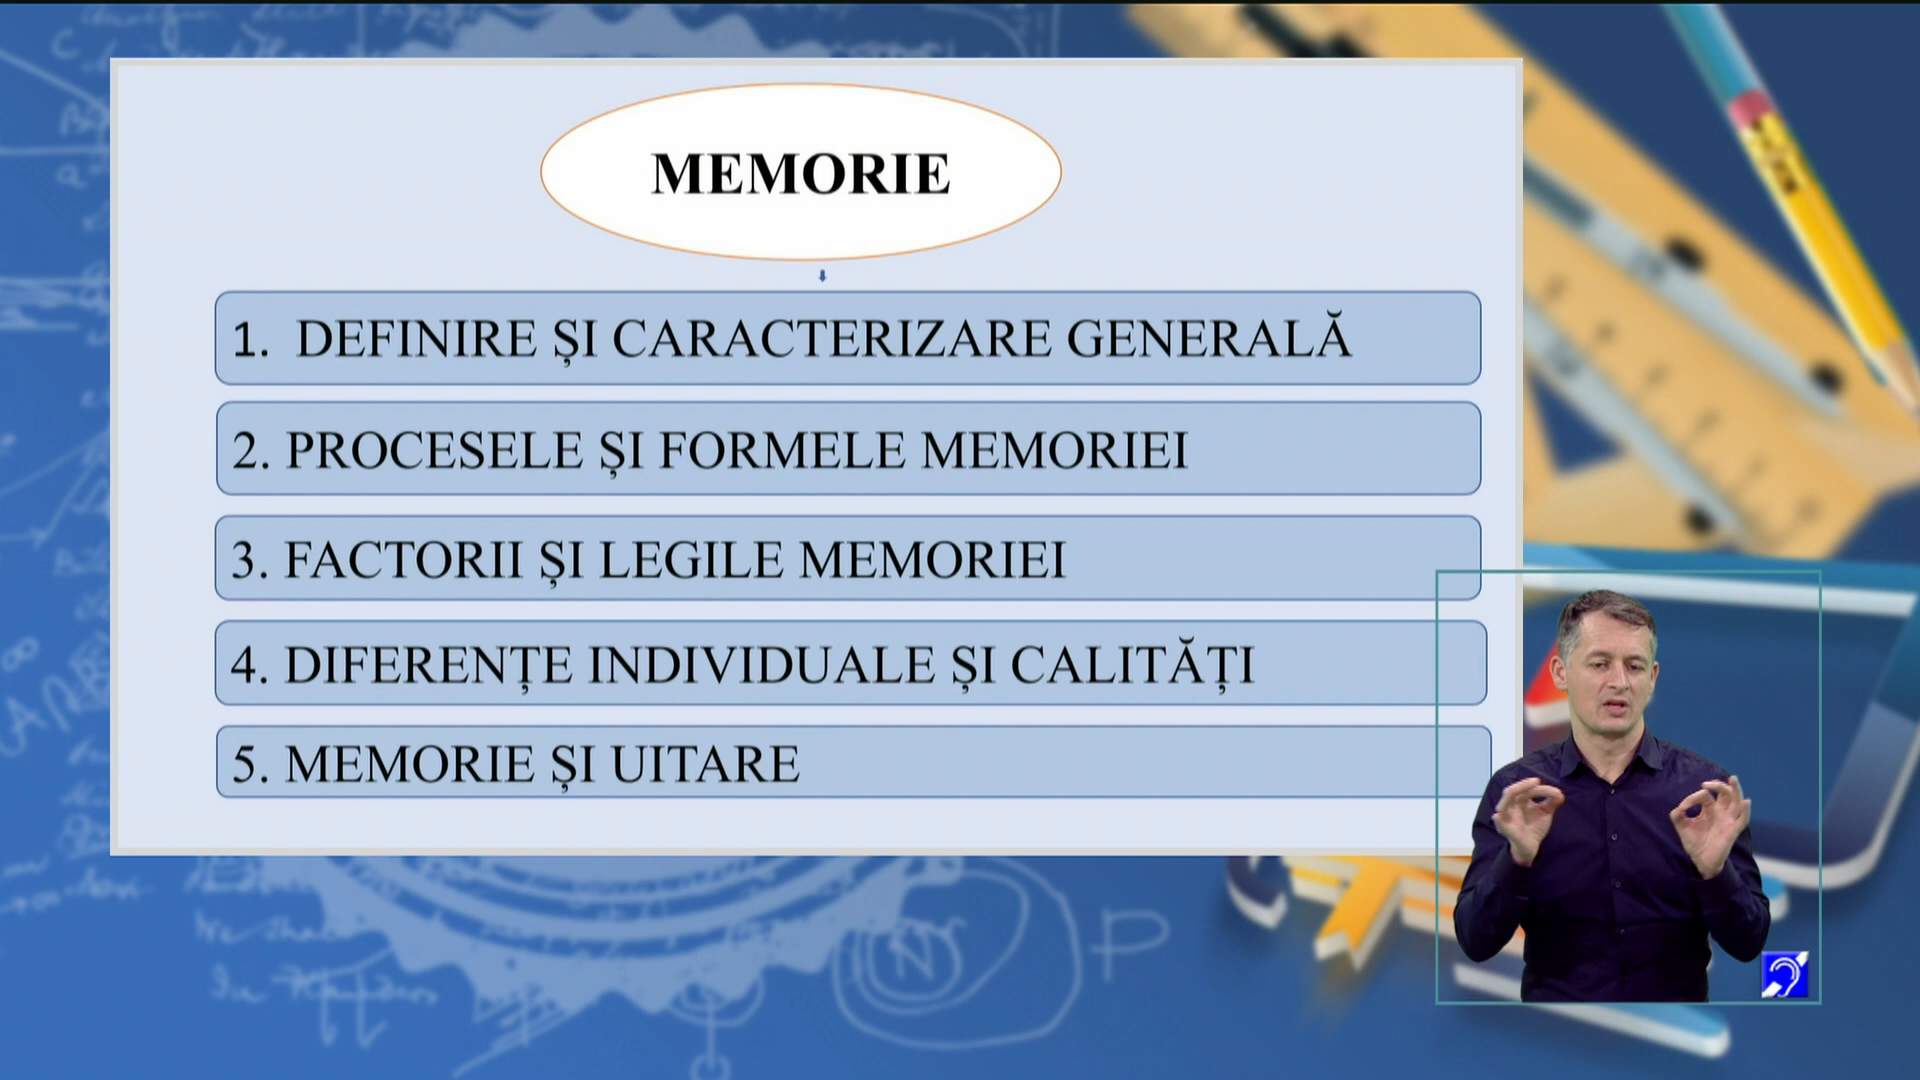 MEMORIE
1. DEFINIRE ȘI CARACTERIZARE GENERALĂ
2. PROCESELE ȘI FORMELE MEMORIEI
3. FACTORII ȘI LEGILE MEMORIEI
4. DIFERENȚE INDIVIDUALE ȘI CALITĂȚI
5. MEMORIE ȘI UITARE
N
P